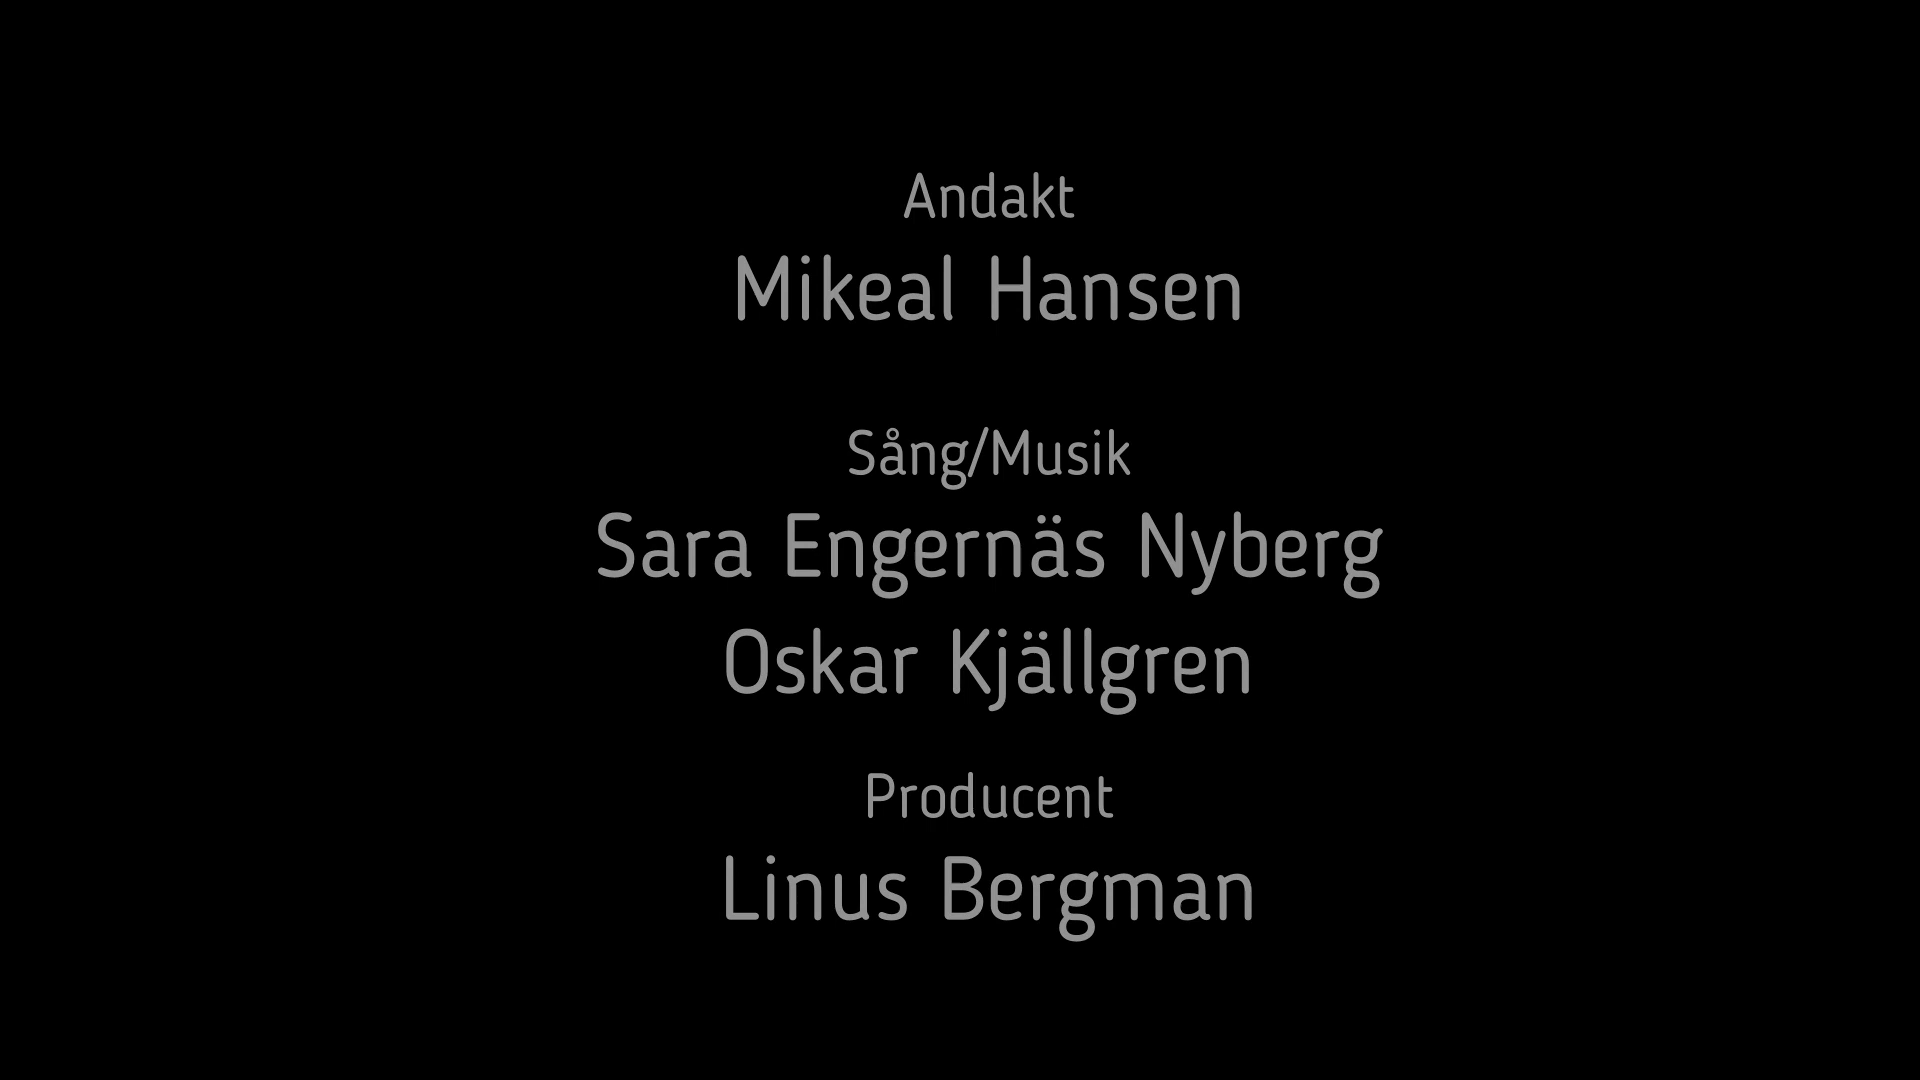 Andakt
Mikeal Hansen
Sång/Musik
Sara Engernäs Nyberg
Oskar Kjällgren
Producent
Linus Bergman